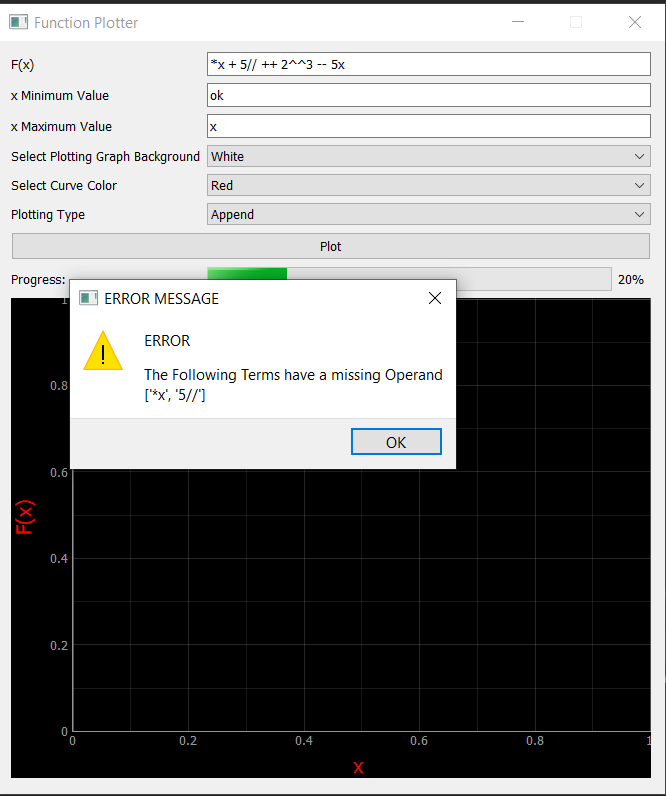 Function Plotter
F(x) *x + 5// ++ 2^^3 -- 5x
x Minimum Value ok
x Maximum Value x
Select Plotting Graph Background White
Select Curve Color Red
Plotting Type Append
Plot
Progress: 20%
ERROR MESSAGE
ERROR
The Following Terms have a missing Operand
['*x', '5//']
OK
F(x)
1
0.8
0.6
0.4
0.2
0
0 0.2 0.4 0.6 0.8 1
x